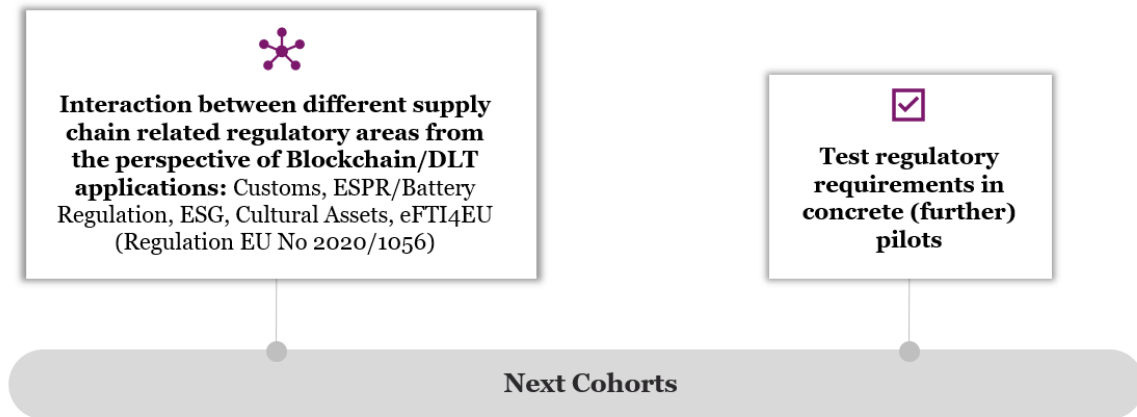 Interaction between different supply
chain related regulatory areas from
the perspective of Blockchain/DLT
applications: Customs, ESPR/Battery
Regulation, ESG, Cultural Assets, eFTI4EU
(Regulation EU No 2020/1056)
Test regulatory
requirements in
concrete (further)
pilots
Next Cohorts